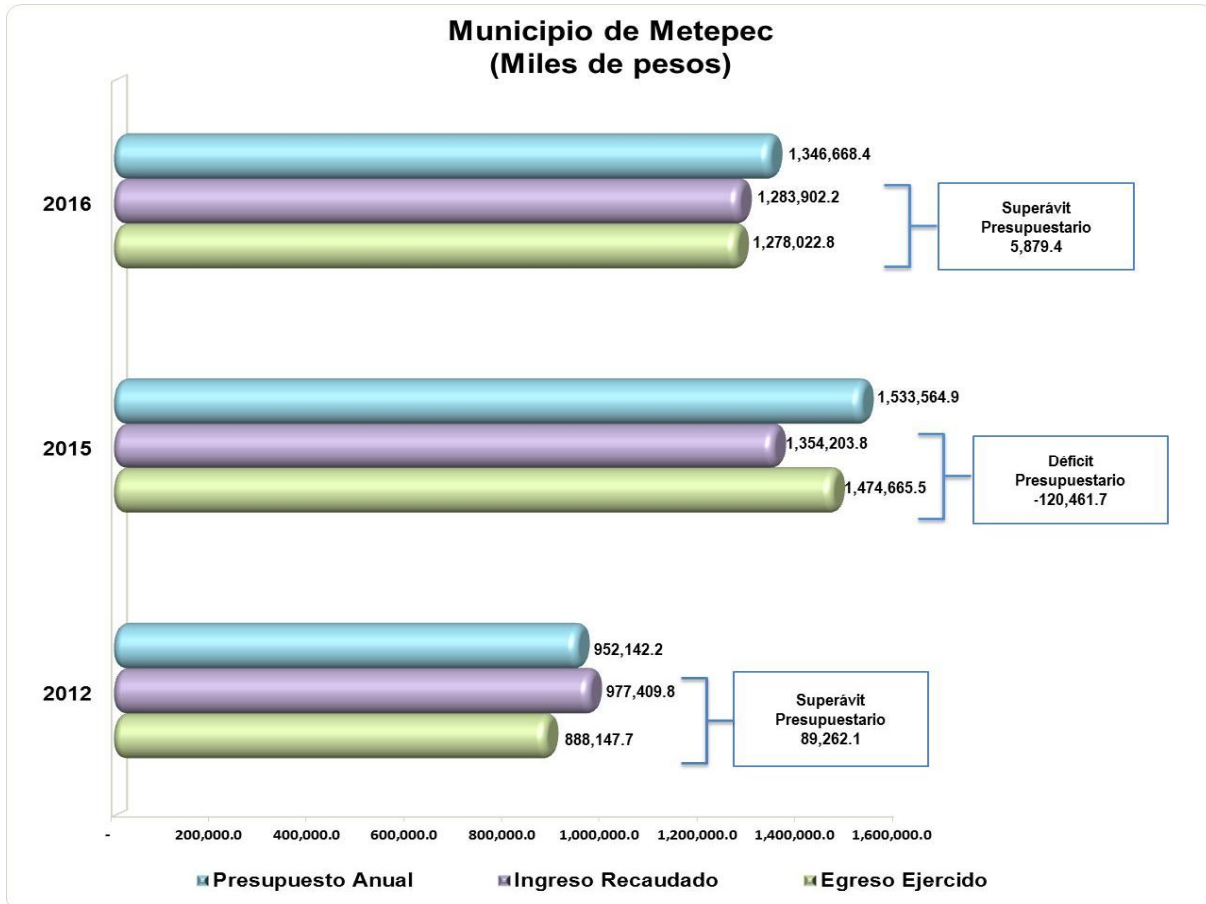 Municipio de Metepec
(Miles de pesos)
2016
1,346,668.4
1,283,902.2
1,278,022.8
Superávit
Presupuestario
5,879.4
2015
1,533,564.9
1,354,203.8
1,474,665.5
Déficit
Presupuestario
-120,461.7
2012
952,142.2
977,409.8
888,147.7
Superávit
Presupuestario
89,262.1
- 200,000.0 400,000.0 600,000.0 800,000.0 1,000,000.0 1,200,000.0 1,400,000.0 1,600,000.0
Presupuesto Anual Ingreso Recaudado Egreso Ejercido